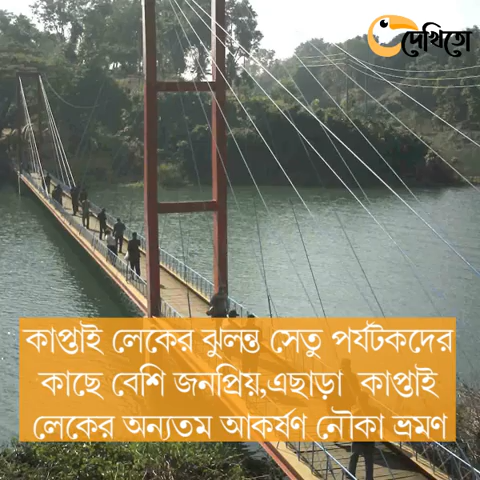 দেখিতো
কাপ্তাই লেকের ঝুলন্ত সেতু পর্যটকদের
কাছে বেশি জনপ্রিয়,এছাড়া কাপ্তাই
লেকের অন্যতম আকর্ষণ নৌকা ভ্রমণ